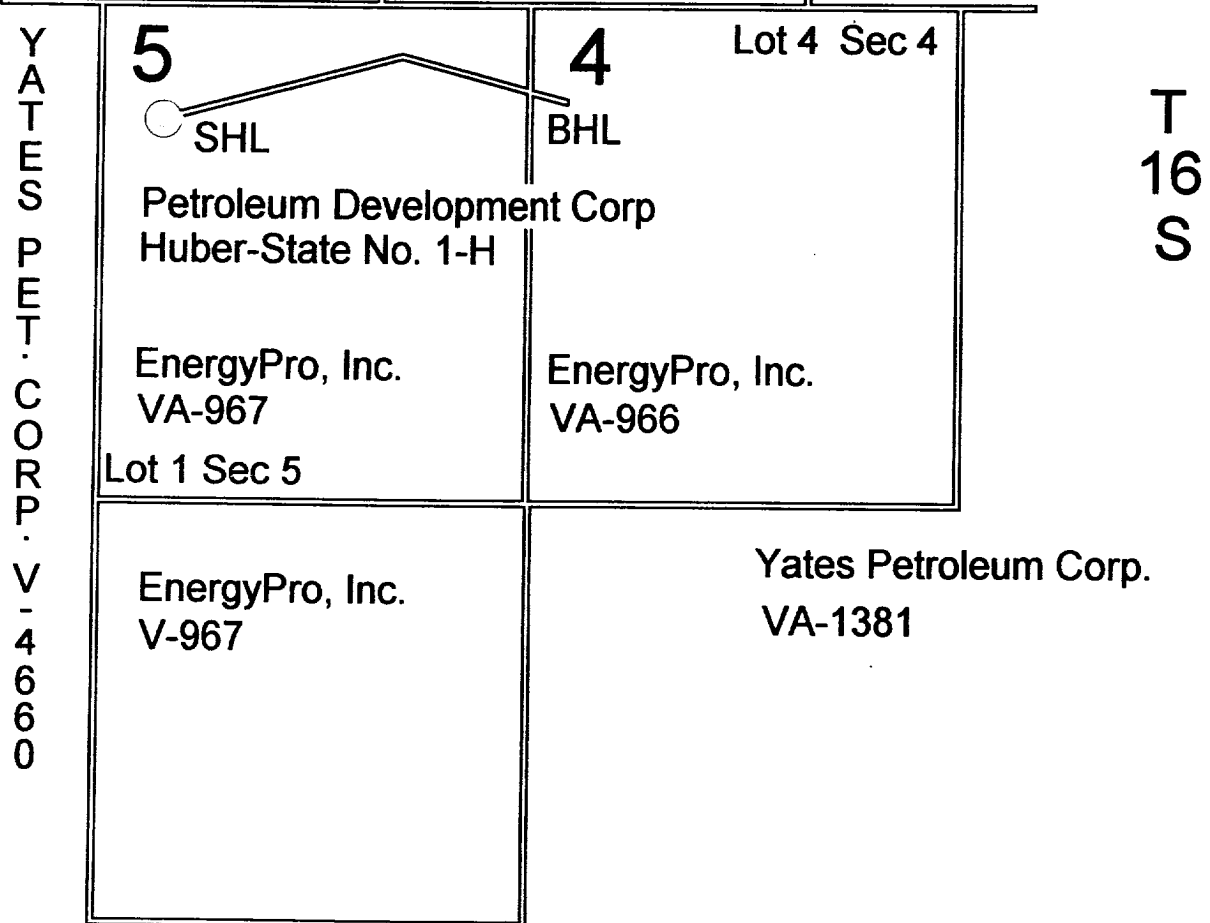 YATES PET. CORP. V-4660
5
4
Lot 4 Sec 4
SHL
BHL
T
16
S
Petroleum Development Corp
Huber-State No. 1-H
EnergyPro, Inc.
VA-967
EnergyPro, Inc.
VA-966
Lot 1 Sec 5
EnergyPro, Inc.
V-967
Yates Petroleum Corp.
VA-1381